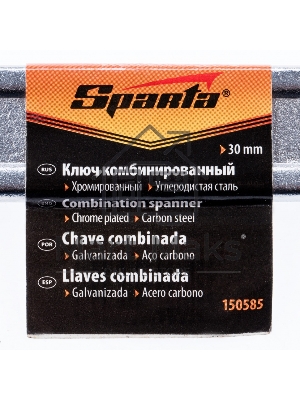 Sparta®
30 mm
RUS Ключ комбинированный
Хромированный Углеродистая сталь
Combination spanner
Chrome plated Carbon steel
POR Chave combinada
Galvanizada Aço carbono
ESP Llaves combinada
Galvanizada Acero carbono
150585